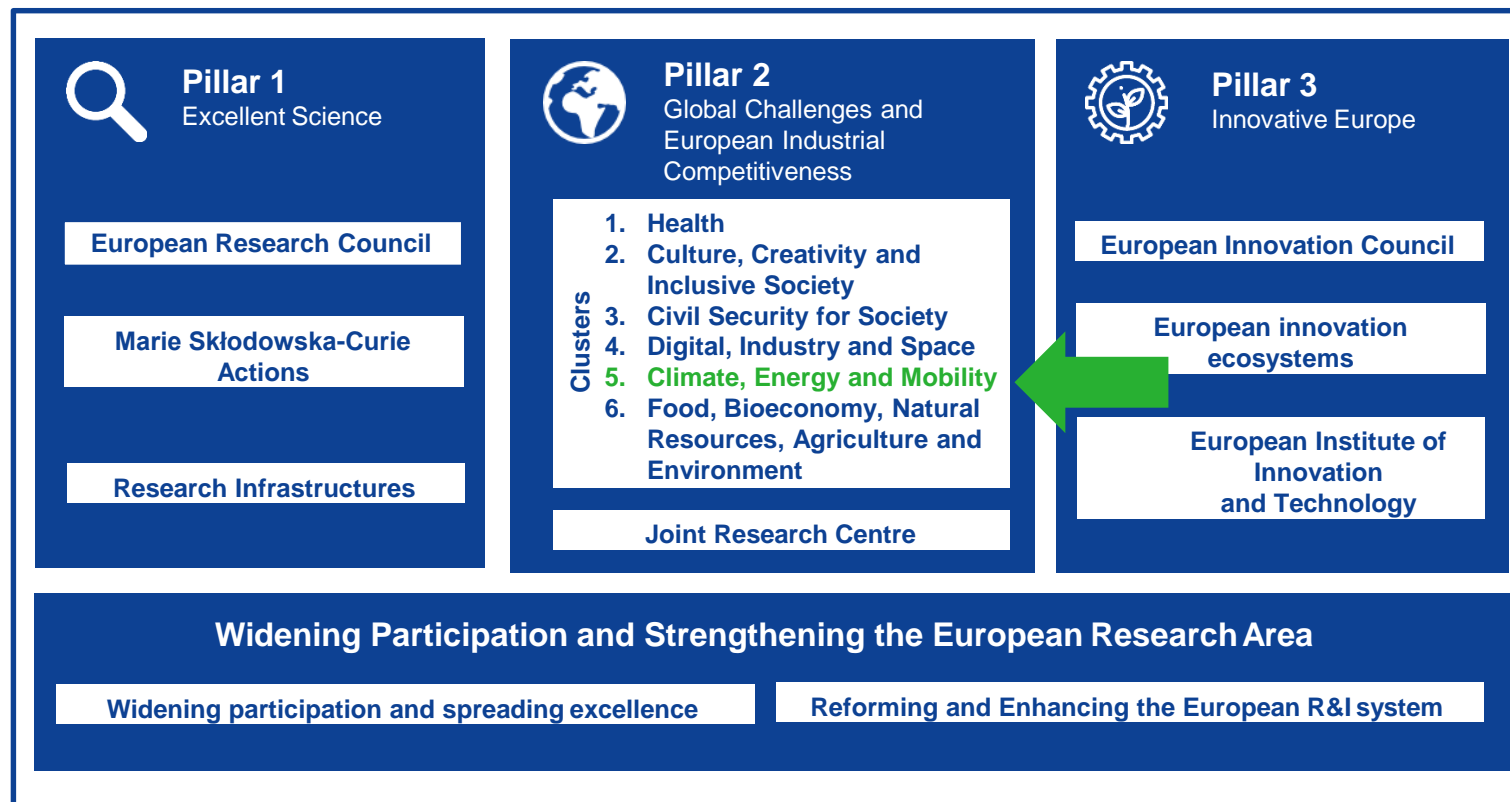 Pillar 1
Excellent Science
European Research Council
Marie Skłodowska-Curie
Actions
Research Infrastructures
Pillar 2
Global Challenges and
European Industrial
Competitiveness
Clusters
1. Health
2. Culture, Creativity and
Inclusive Society
3. Civil Security for Society
4. Digital, Industry and Space
5. Climate, Energy and Mobility
6. Food, Bioeconomy, Natural
Resources, Agriculture and
Environment
Joint Research Centre
Pillar 3
Innovative Europe
European Innovation Council
European innovation
ecosystems
European Institute of
Innovation
and Technology
Widening Participation and Strengthening the European Research Area
Widening participation and spreading excellence
Reforming and Enhancing the European R&I system